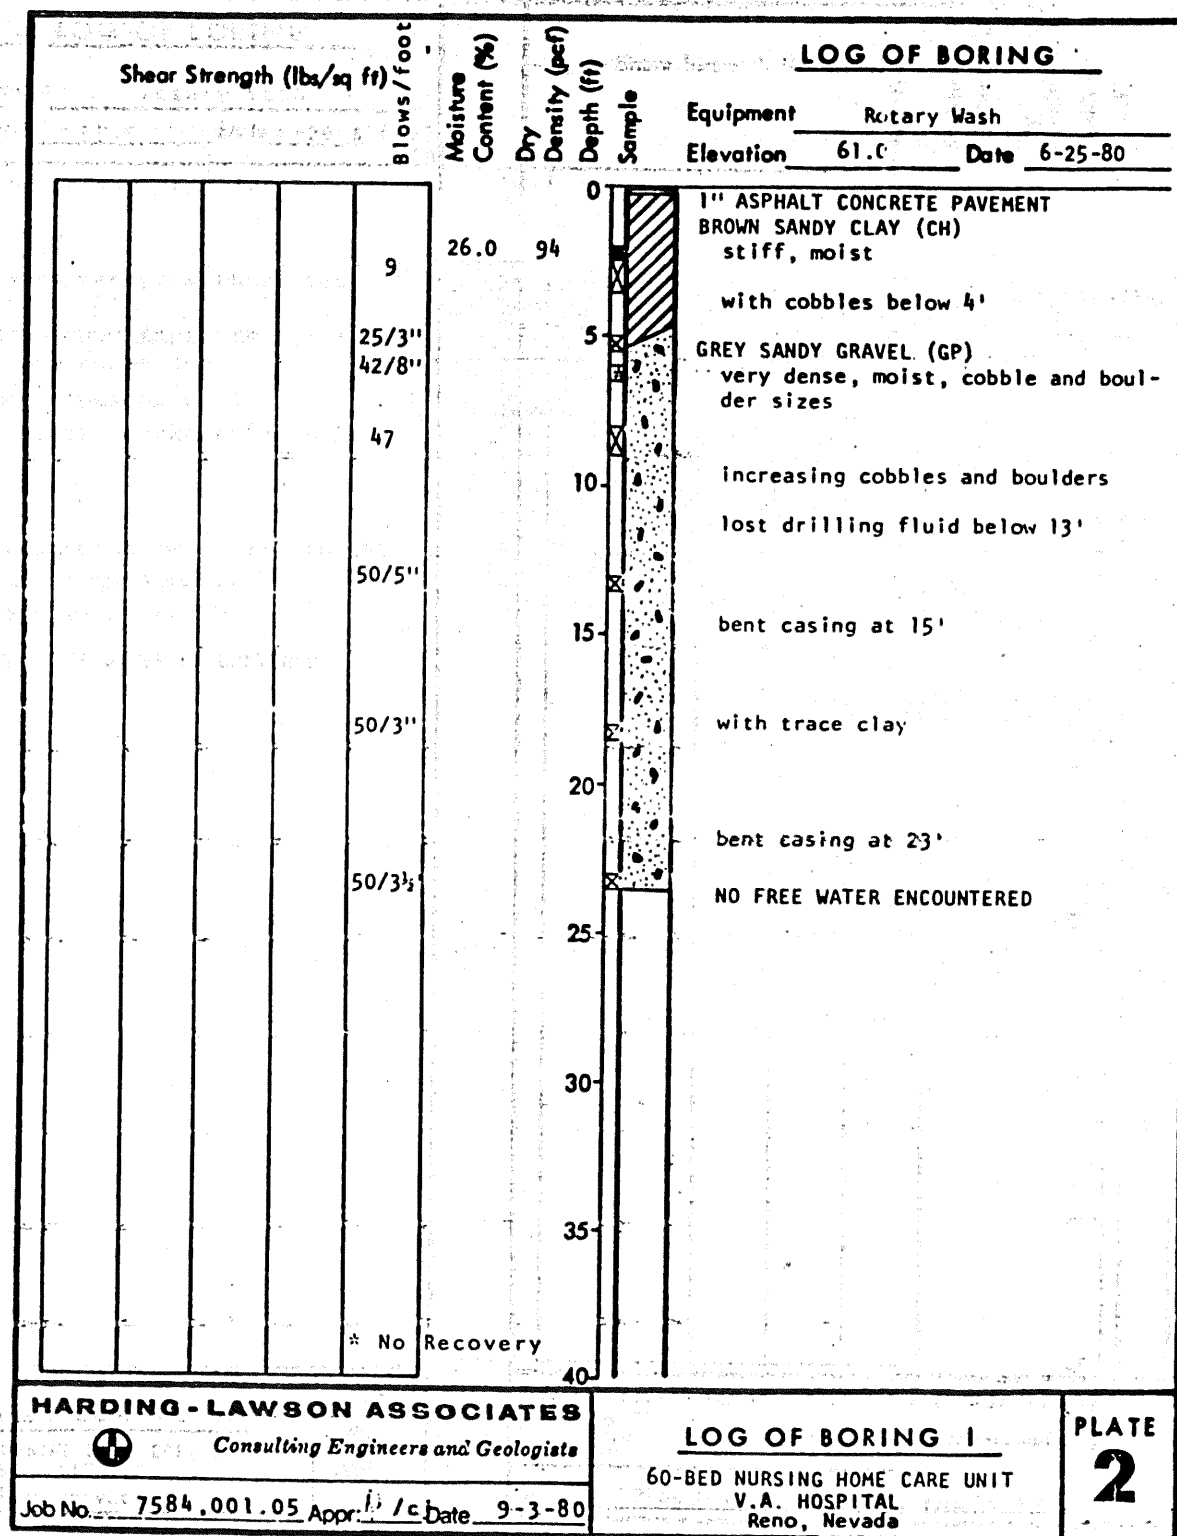 LOG OF BORING
Shear Strength (lbs/sq ft)
Blows/foot
Moisture Content (%)
Dry Density (pcf)
Depth (ft)
Sample
Equipment Rotary Wash
Elevation Date 6-25-80
0
1" ASPHALT CONCRETE PAVEMENT
BROWN SANDY CLAY (CH)
9 26.0 94 stiff, moist
with cobbles below 4'
25/3" 5
GREY SANDY GRAVEL (GP)
42/8" very dense, moist, cobble and boul-
der sizes
47
10 increasing cobbles and boulders
lost drilling fluid below 13'
50/5"
15 bent casing at 15'
50/3" with trace clay
20
bent casing at 23'
50/3½"
NO FREE WATER ENCOUNTERED
25
30
35
* No Recovery
40
HARDING - LAWSON ASSOCIATES
Consulting Engineers and Geologists
Job No. 7584,001.05 Appr: Date 9-3-80
LOG OF BORING 1
60-BED NURSING HOME CARE UNIT
V.A. HOSPITAL
Reno, Nevada
PLATE
2